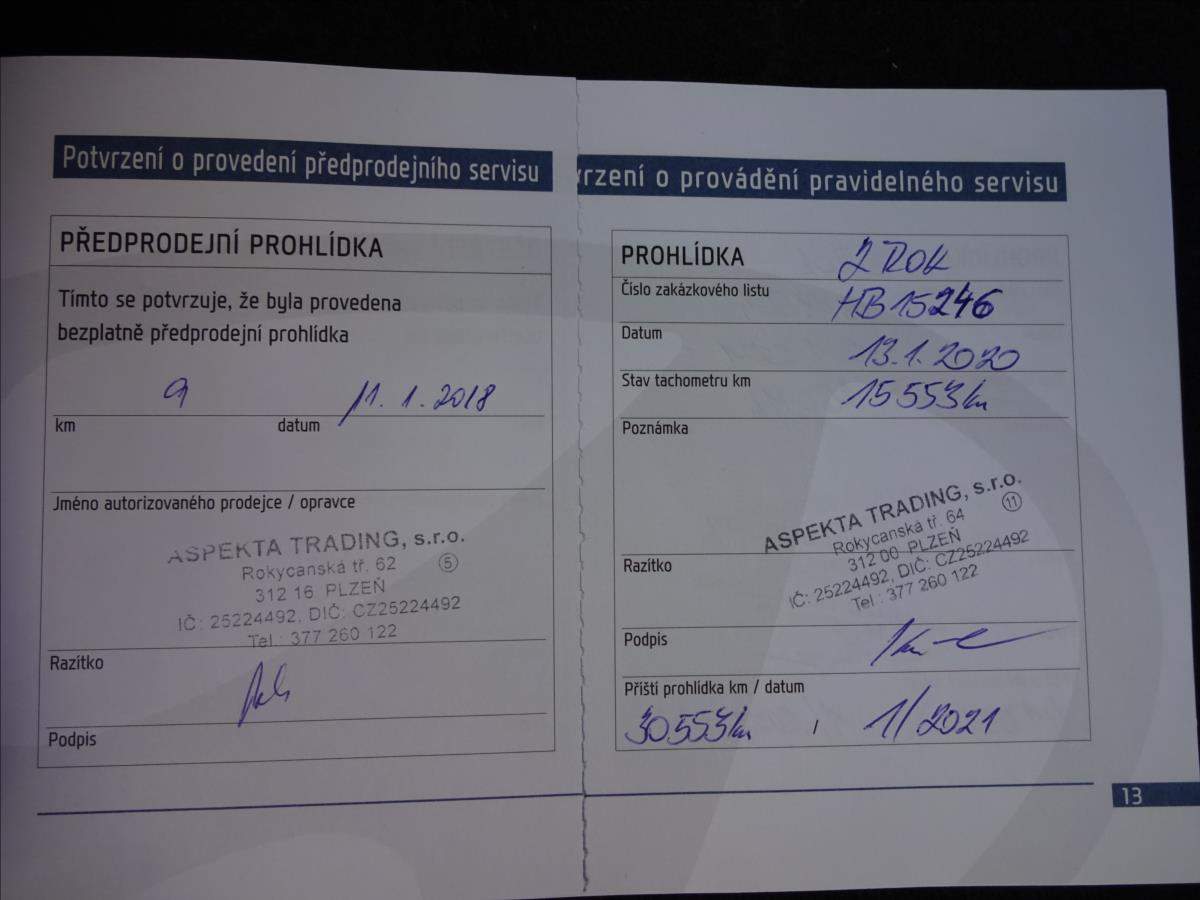 Potvrzení o provedení předprodejního servisu
PŘEDPRODEJNÍ PROHLÍDKA
Tímto se potvrzuje, že byla provedena
bezplatně předprodejní prohlídka
9 11. 1. 2018
km datum
Jméno autorizovaného prodejce / opravce
ASPEKTA TRADING, s.r.o.
Rokycanská tř. 62 5
312 16 PLZEŇ
IČ: 25224492, DIČ: CZ25224492
Tel.: 377 260 122
Razítko
Podpis
rzení o provádění pravidelného servisu
PROHLÍDKA 2 ROK
Číslo zakázkového listu HB15246
Datum 13.1.2020
Stav tachometru km 15 553km
Poznámka
ASPEKTA TRADING, s.r.o.
Rokycanská tř. 64 11
312 00 PLZEŇ
IČ: 25224492, DIČ: CZ25224492
Tel.: 377 260 122
Razítko
Podpis
Příští prohlídka km / datum
30553km / 1/2021
13